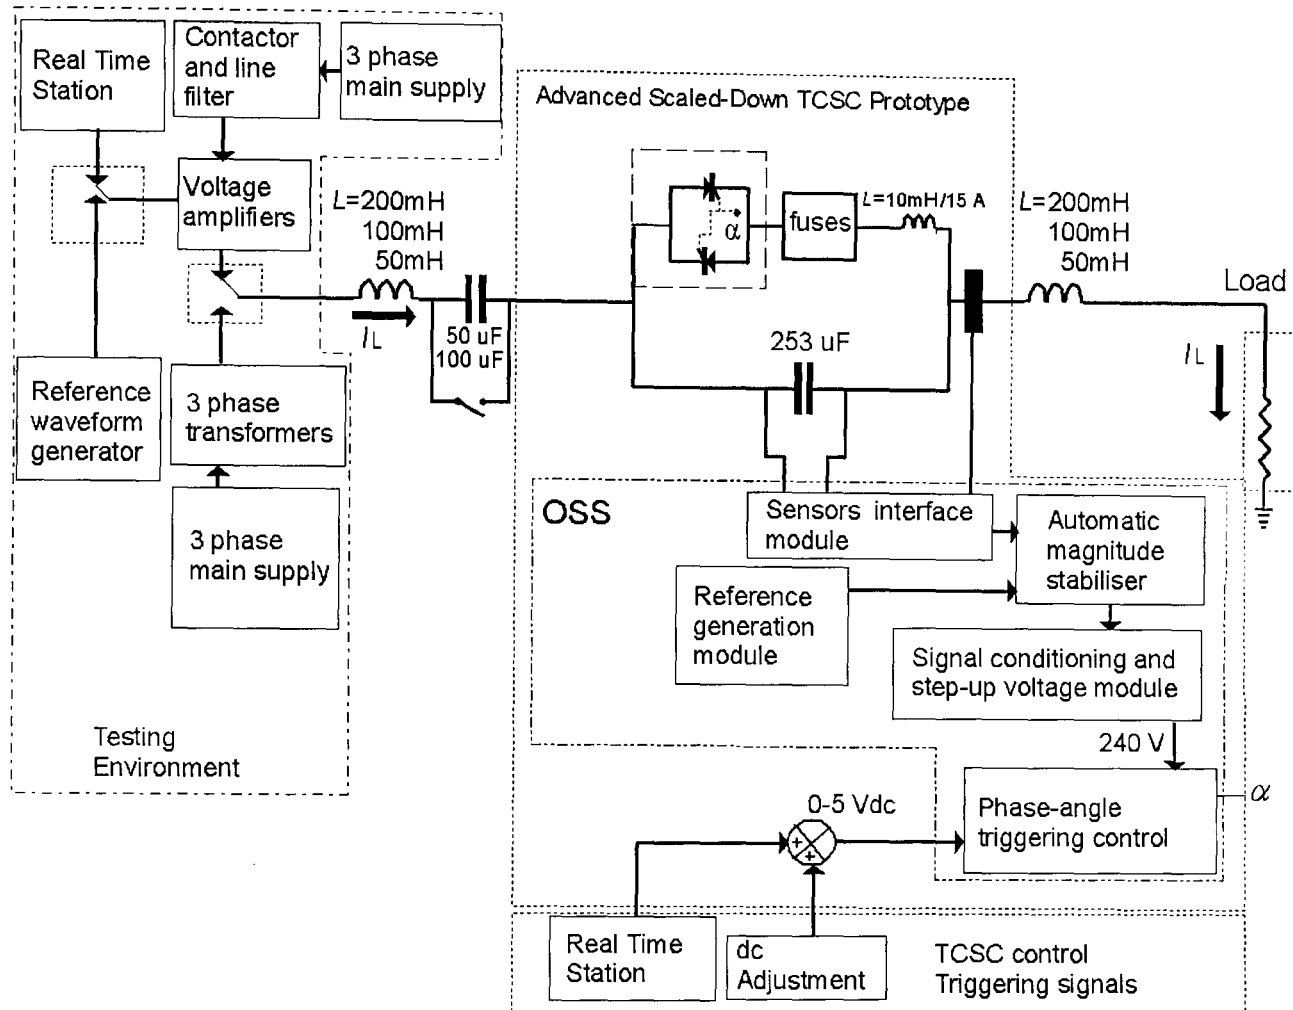 Real Time
Station
Contactor
and line
filter
3 phase
main supply
Voltage
amplifiers
L=200mH
100mH
50mH
I L
50 uF
100 uF
Reference
waveform
generator
3 phase
transformers
3 phase
main supply
Testing
Environment
Advanced Scaled-Down TCSC Prototype
α
fuses
L=10mH/15 A
253 uF
L=200mH
100mH
50mH
Load
I L
OSS
Sensors interface
module
Automatic
magnitude
stabiliser
Reference
generation
module
Signal conditioning and
step-up voltage module
240 V
Phase-angle
triggering control
α
0-5 Vdc
+
+
Real Time
Station
dc
Adjustment
TCSC control
Triggering signals